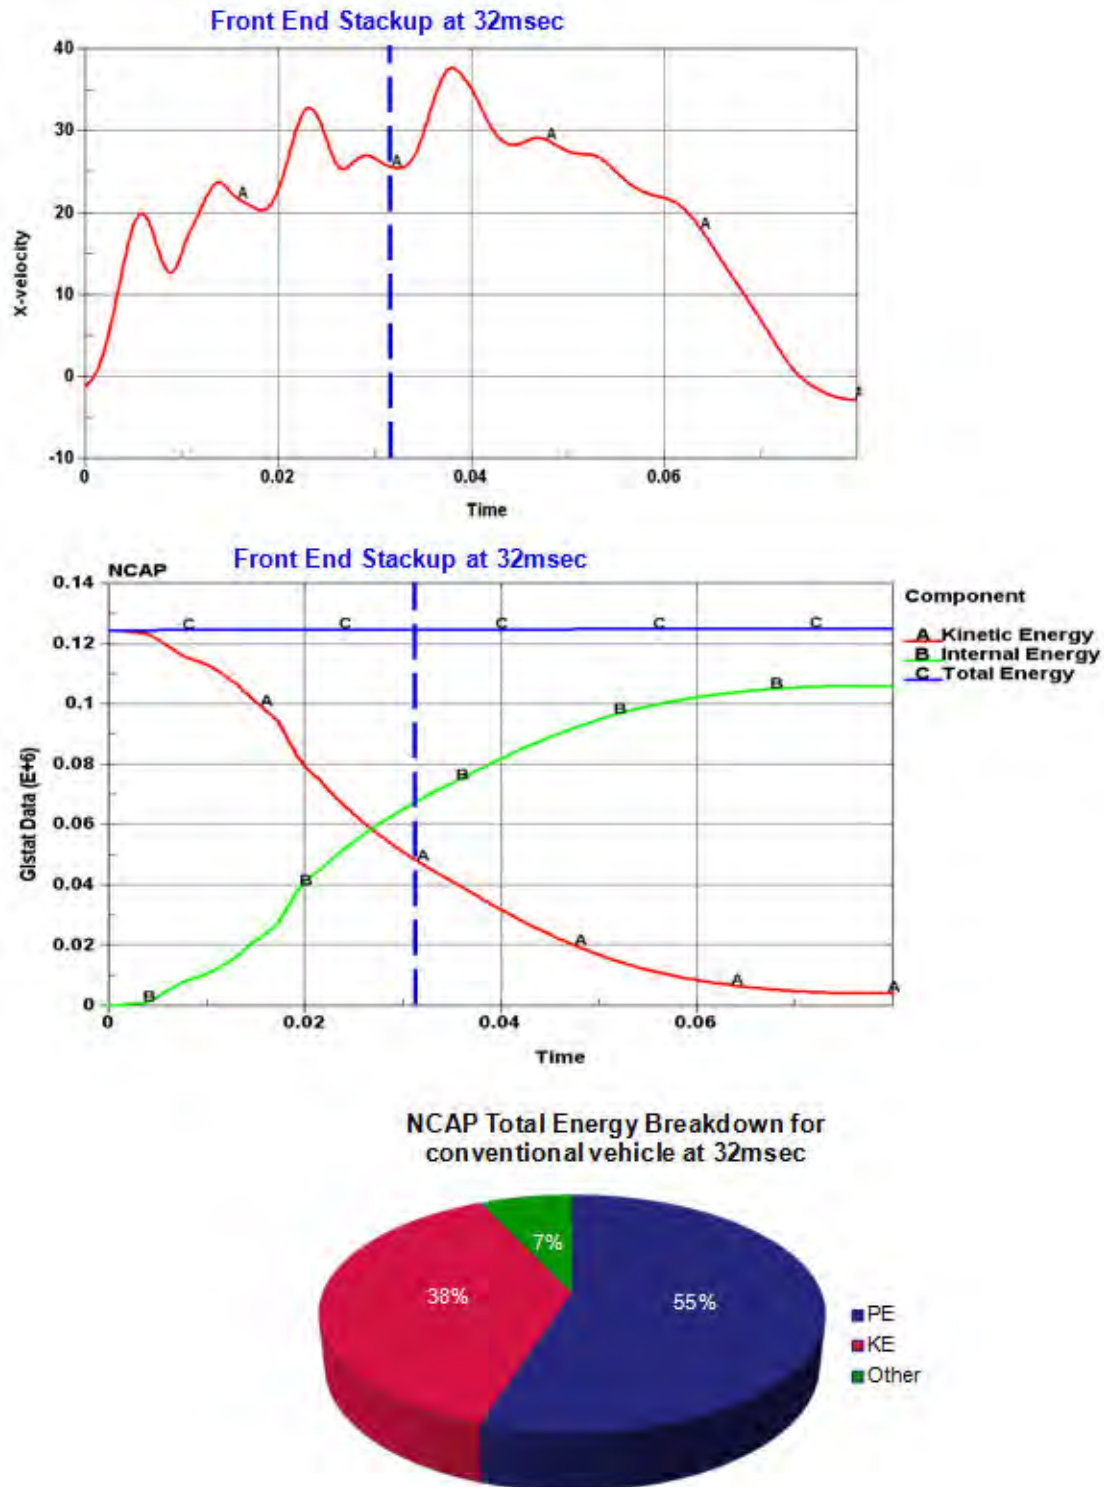 Front End Stackup at 32msec
40
30
20
10
0
-10
X-velocity
A
A
A
A
0
0.02
0.04
0.06
Time
Front End Stackup at 32msec
NCAP
0.14
0.12
0.1
0.08
0.06
0.04
0.02
0
Glstat Data (E+6)
C
C
C
C
C
A
A
A
A
A
B
B
B
B
B
0
0.02
0.04
0.06
Time
Component
A Kinetic Energy
B Internal Energy
C Total Energy
NCAP Total Energy Breakdown for
conventional vehicle at 32msec
7%
38%
55%
PE
KE
Other